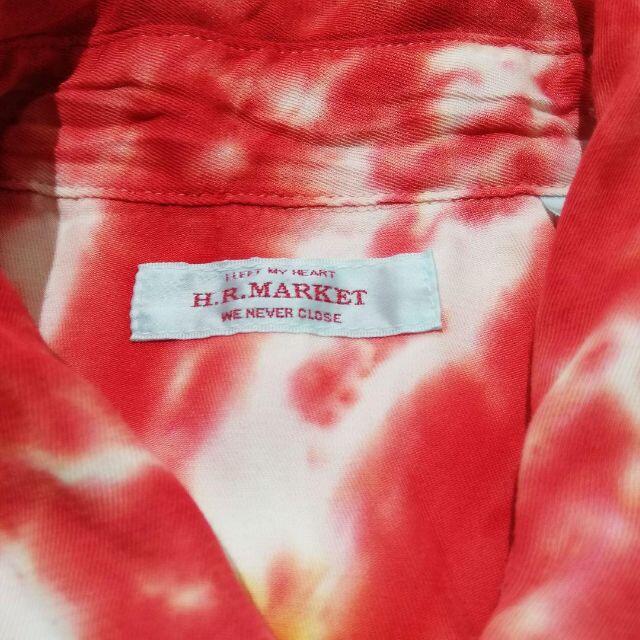 I LEFT MY HEART
H.R.MARKET
WE NEVER CLOSE